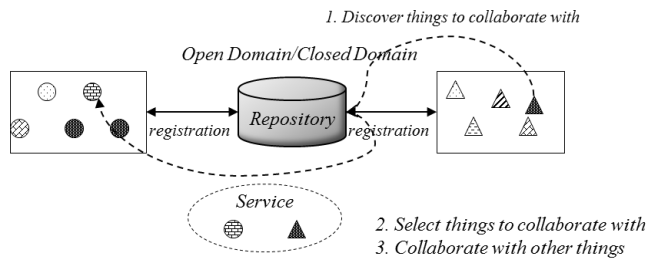 1. Discover things to collaborate with
Open Domain/Closed Domain
Repository
registration
registration
Service
2. Select things to collaborate with
3. Collaborate with other things